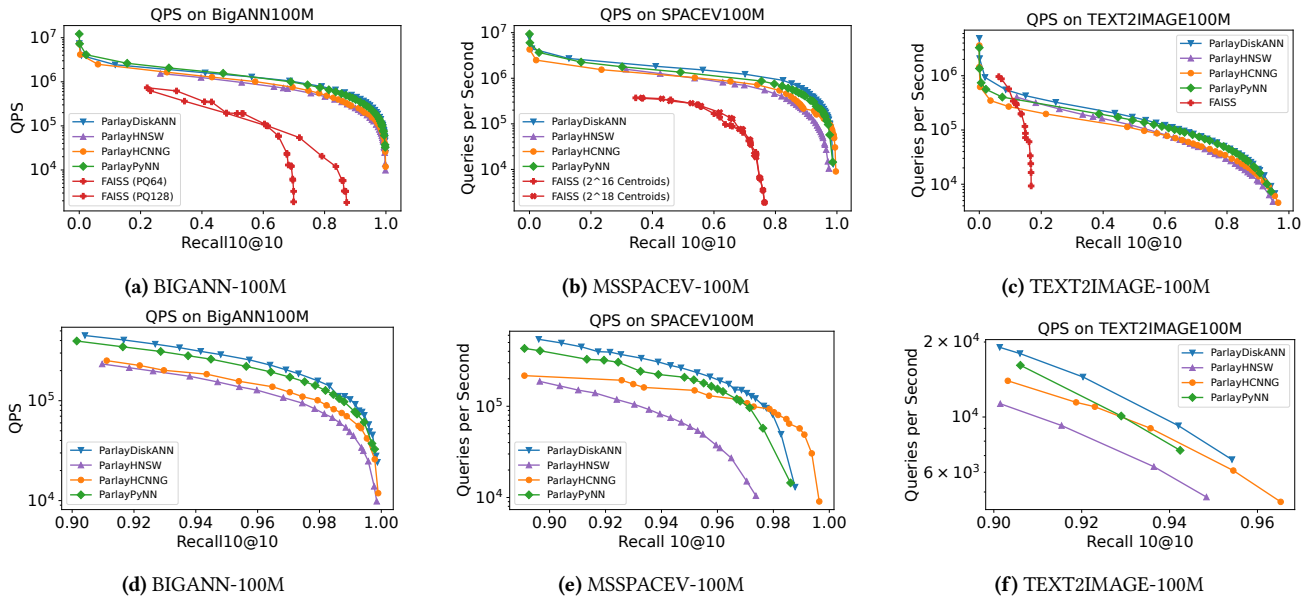 QPS on BigANN100M
10^7
10^6
10^5
10^4
QPS
ParlayDiskANN
ParlayHNSW
ParlayHCNNG
ParlayPyNN
FAISS (PQ64)
FAISS (PQ128)
0.0 0.2 0.4 0.6 0.8 1.0
Recall10@10
(a) BIGANN-100M
QPS on SPACEV100M
10^7
10^6
10^5
10^4
Queries per Second
ParlayDiskANN
ParlayHNSW
ParlayHCNNG
ParlayPyNN
FAISS (2^16 Centroids)
FAISS (2^18 Centroids)
0.0 0.2 0.4 0.6 0.8 1.0
Recall 10@10
(b) MSSPACEV-100M
QPS on TEXT2IMAGE100M
10^6
10^5
10^4
Queries per Second
ParlayDiskANN
ParlayHNSW
ParlayHCNNG
ParlayPyNN
FAISS
0.0 0.2 0.4 0.6 0.8 1.0
Recall 10@10
(c) TEXT2IMAGE-100M
QPS on BigANN100M
10^5
10^4
QPS
ParlayDiskANN
ParlayHNSW
ParlayHCNNG
ParlayPyNN
0.90 0.92 0.94 0.96 0.98 1.00
Recall10@10
(d) BIGANN-100M
QPS on SPACEV100M
10^5
10^4
Queries per Second
ParlayDiskANN
ParlayHNSW
ParlayHCNNG
ParlayPyNN
0.90 0.92 0.94 0.96 0.98 1.00
Recall 10@10
(e) MSSPACEV-100M
QPS on TEXT2IMAGE100M
2 × 10^4
10^4
6 × 10^3
Queries per Second
ParlayDiskANN
ParlayHNSW
ParlayHCNNG
ParlayPyNN
0.90 0.92 0.94 0.96
Recall 10@10
(f) TEXT2IMAGE-100M